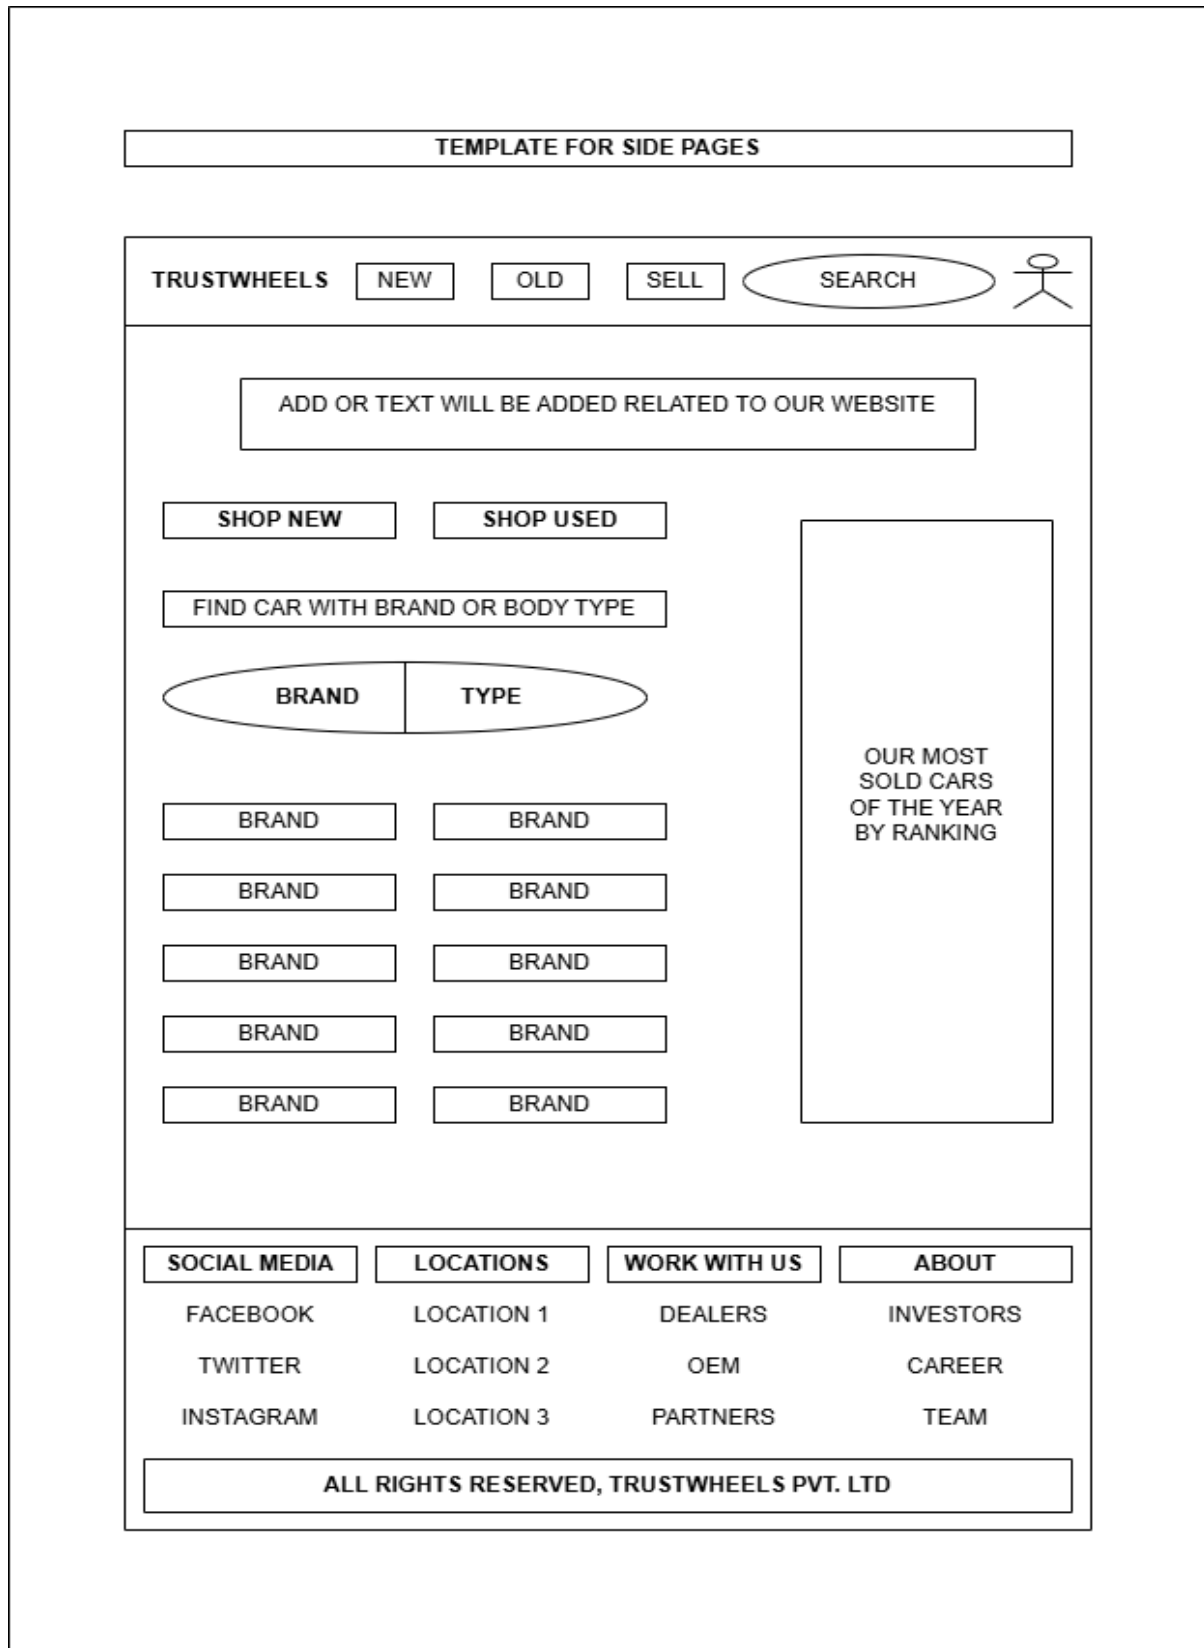 TEMPLATE FOR SIDE PAGES
TRUSTWHEELS NEW OLD SELL SEARCH
ADD OR TEXT WILL BE ADDED RELATED TO OUR WEBSITE
SHOP NEW SHOP USED
FIND CAR WITH BRAND OR BODY TYPE
BRAND TYPE
BRAND BRAND
BRAND BRAND
BRAND BRAND
BRAND BRAND
BRAND BRAND
OUR MOST
SOLD CARS
OF THE YEAR
BY RANKING
SOCIAL MEDIA LOCATIONS WORK WITH US ABOUT
FACEBOOK LOCATION 1 DEALERS INVESTORS
TWITTER LOCATION 2 OEM CAREER
INSTAGRAM LOCATION 3 PARTNERS TEAM
ALL RIGHTS RESERVED, TRUSTWHEELS PVT. LTD